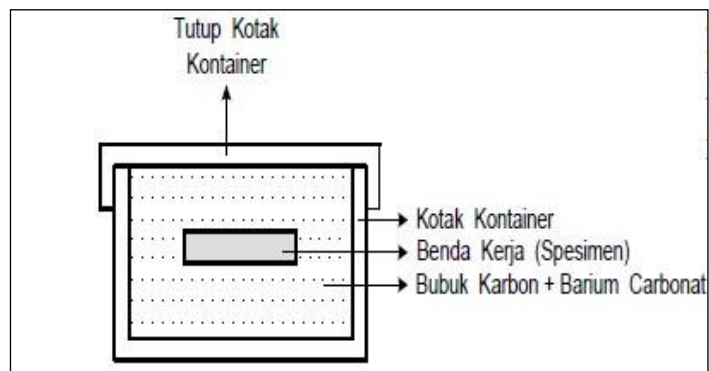 Tutup Kotak
Kontainer
Kotak Kontainer
Benda Kerja (Spesimen)
Bubuk Karbon + Barium Carbonat